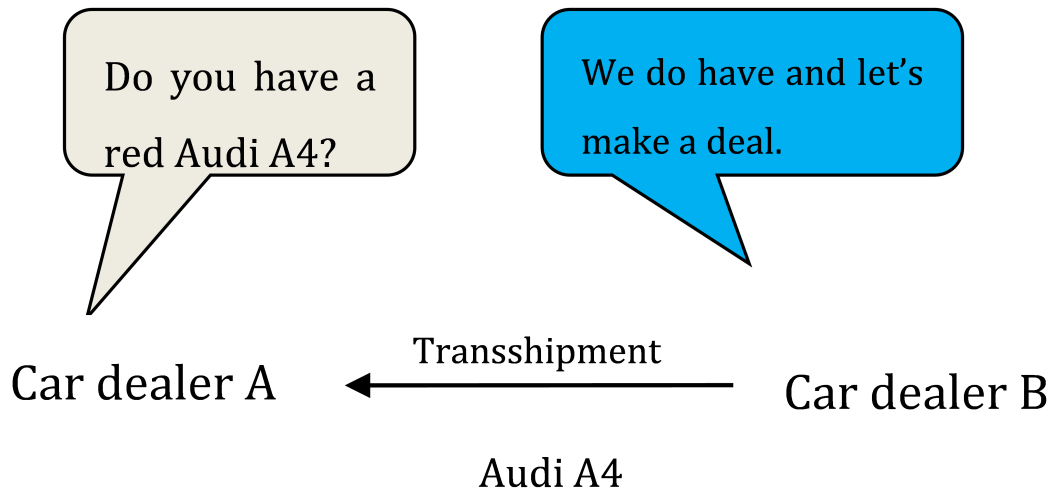 Do you have a
red Audi A4?
We do have and let's
make a deal.
Transshipment
Car dealer A
Car dealer B
Audi A4